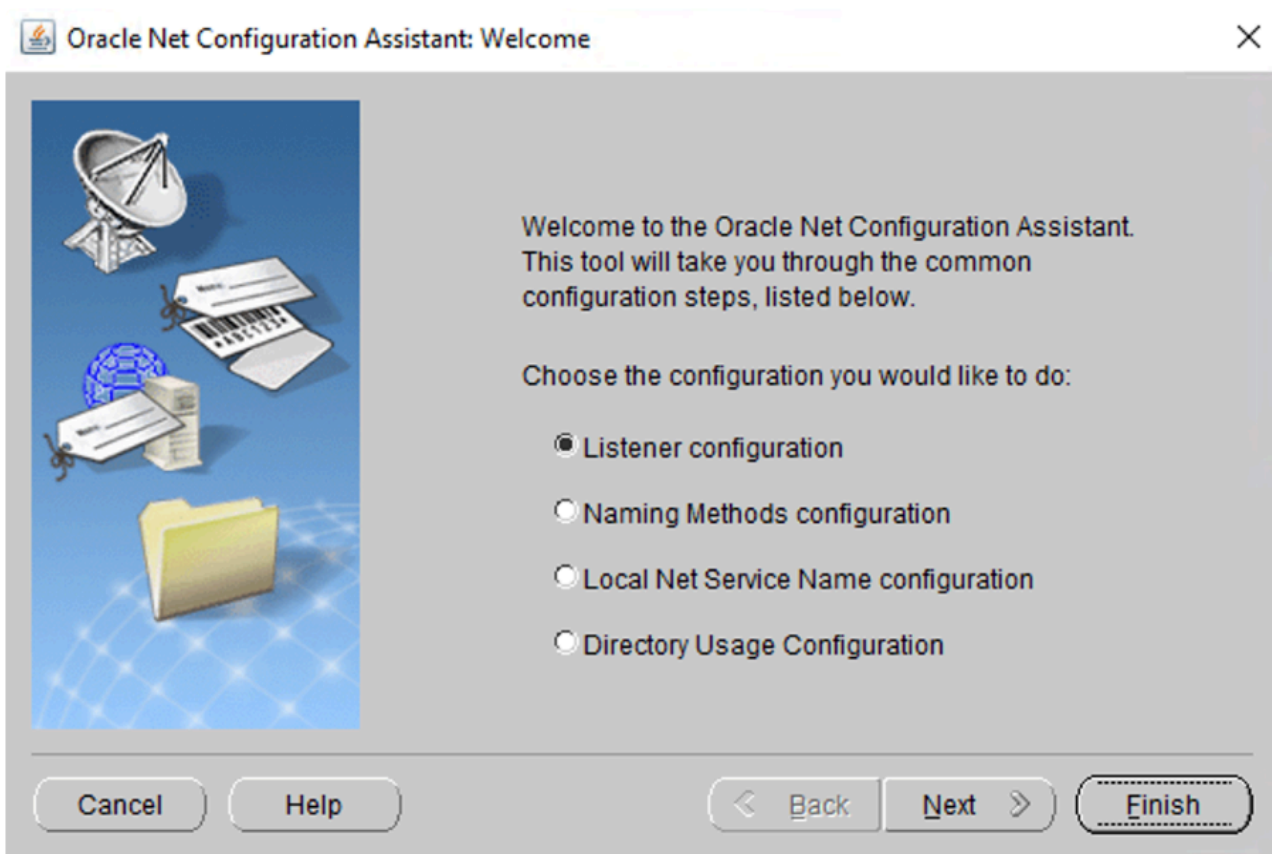 Oracle Net Configuration Assistant: Welcome
Welcome to the Oracle Net Configuration Assistant.
This tool will take you through the common
configuration steps, listed below.
Choose the configuration you would like to do:
Listener configuration
Naming Methods configuration
Local Net Service Name configuration
Directory Usage Configuration
Cancel
Help
Back
Next
Finish